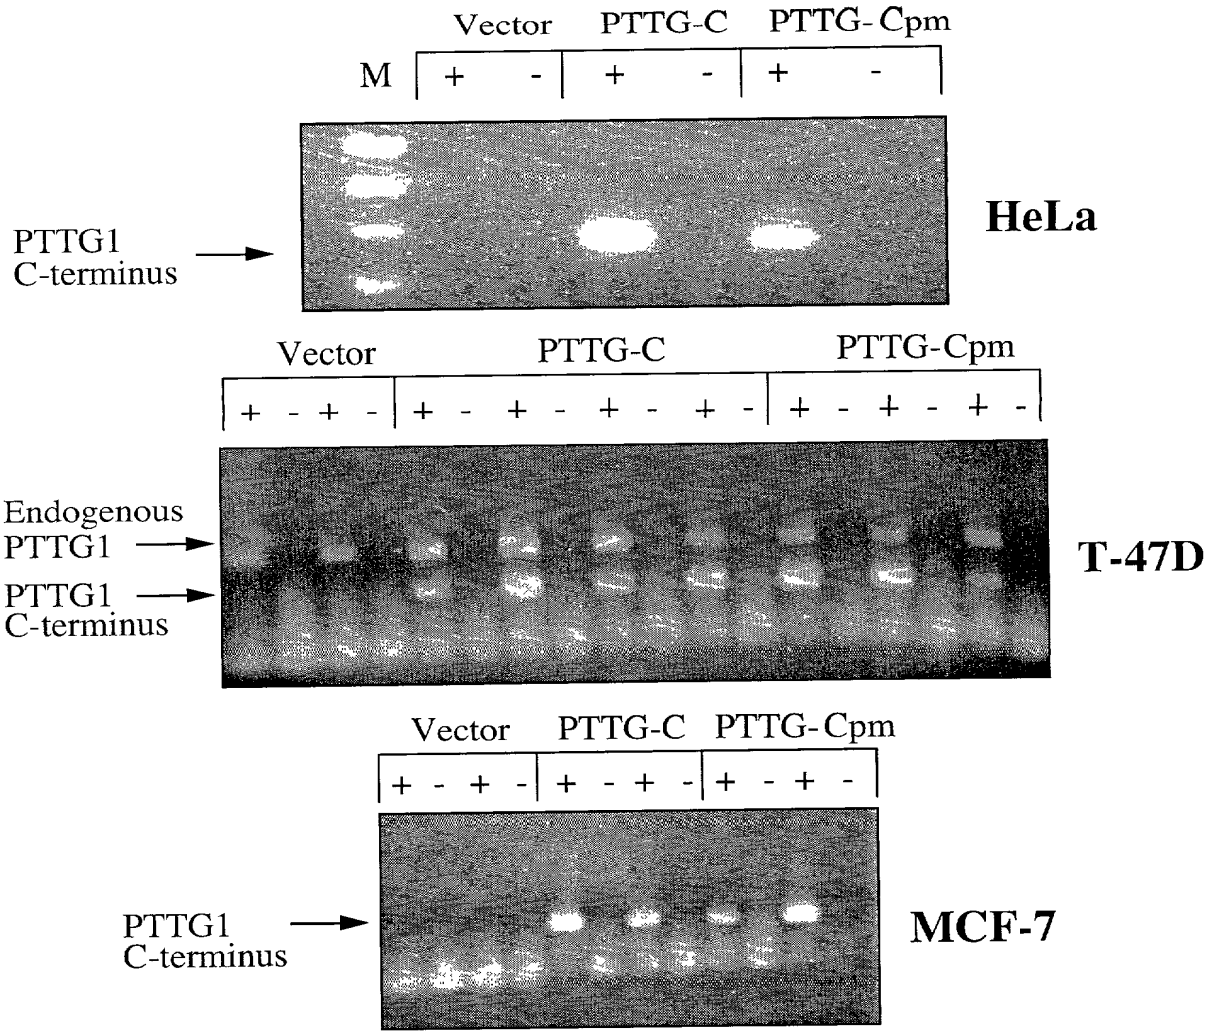 Vector PTTG-C PTTG-Cpm
M + - + - + -
HeLa
PTTG1
C-terminus
Vector PTTG-C PTTG-Cpm
+ - + - + - + - + - + - + - + - + -
Endogenous
PTTG1
T-47D
PTTG1
C-terminus
Vector PTTG-C PTTG-Cpm
+ - + - + - + - + - + -
PTTG1
C-terminus
MCF-7